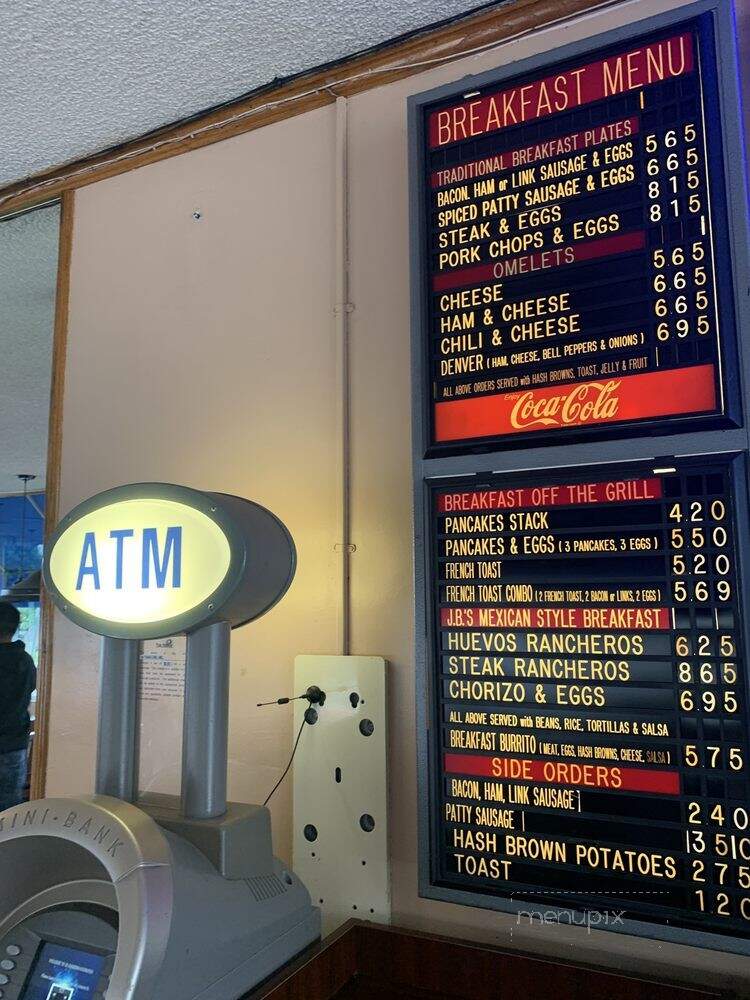 BREAKFAST MENU
TRADITIONAL BREAKFAST PLATES
BACON, HAM or LINK SAUSAGE & EGGS 5 6 5
SPICED PATTY SAUSAGE & EGGS 6 6 5
STEAK & EGGS 8 1 5
PORK CHOPS & EGGS 8 1 5
OMELETS
CHEESE 5 6 5
HAM & CHEESE 6 6 5
CHILI & CHEESE 6 6 5
DENVER ( HAM, CHEESE, BELL PEPPERS & ONIONS ) 6 9 5
ALL ABOVE ORDERS SERVED with HASH BROWNS, TOAST, JELLY & FRUIT
Enjoy
Coca-Cola
BREAKFAST OFF THE GRILL
PANCAKES STACK 4 2 0
PANCAKES & EGGS ( 3 PANCAKES, 3 EGGS ) 5 5 0
FRENCH TOAST 5 2 0
FRENCH TOAST COMBO ( 2 FRENCH TOAST, 2 BACON or LINKS, 2 EGGS ) 5 6 9
J.B.'S MEXICAN STYLE BREAKFAST
HUEVOS RANCHEROS 6 2 5
STEAK RANCHEROS 8 6 5
CHORIZO & EGGS 6 9 5
ALL ABOVE SERVED with BEANS, RICE, TORTILLAS & SALSA
BREAKFAST BURRITO ( MEAT, EGGS, HASH BROWNS, CHEESE, SALSA ) 5 7 5
SIDE ORDERS
BACON, HAM, LINK SAUSAGE 2 4 0
PATTY SAUSAGE 3 5 0
HASH BROWN POTATOES 2 7 5
TOAST 1 2 0
ATM
MINI-BANK
menupix